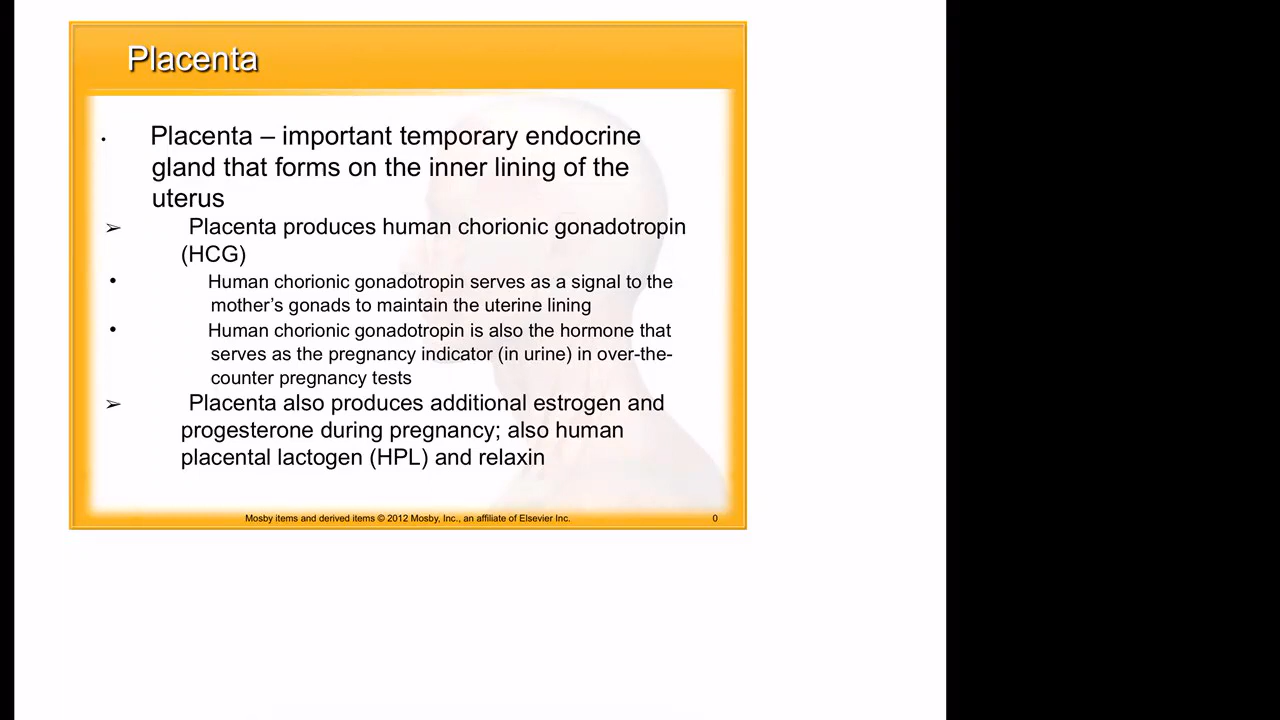 Placenta
• Placenta – important temporary endocrine
gland that forms on the inner lining of the
uterus
➢ Placenta produces human chorionic gonadotropin
(HCG)
• Human chorionic gonadotropin serves as a signal to the
mother’s gonads to maintain the uterine lining
• Human chorionic gonadotropin is also the hormone that
serves as the pregnancy indicator (in urine) in over-the-
counter pregnancy tests
➢ Placenta also produces additional estrogen and
progesterone during pregnancy; also human
placental lactogen (HPL) and relaxin
Mosby items and derived items © 2012 Mosby, Inc., an affiliate of Elsevier Inc. 0